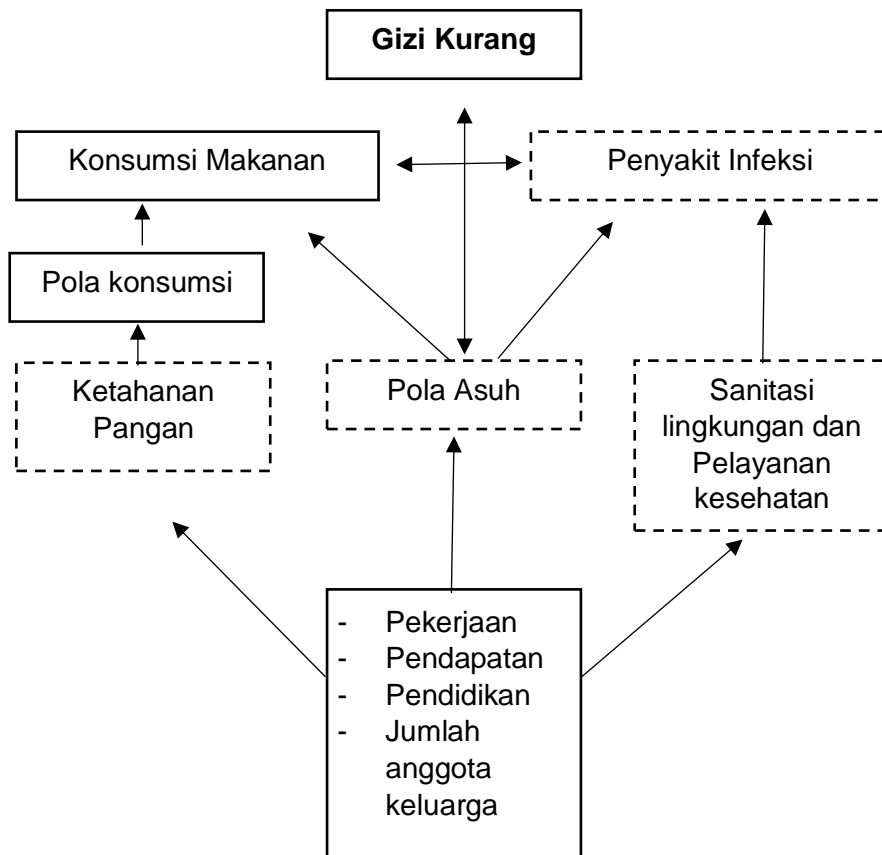 Gizi Kurang
Konsumsi Makanan
Penyakit Infeksi
Pola konsumsi
Ketahanan
Pangan
Pola Asuh
Sanitasi
lingkungan dan
Pelayanan
kesehatan
- Pekerjaan
- Pendapatan
- Pendidikan
- Jumlah
anggota
keluarga